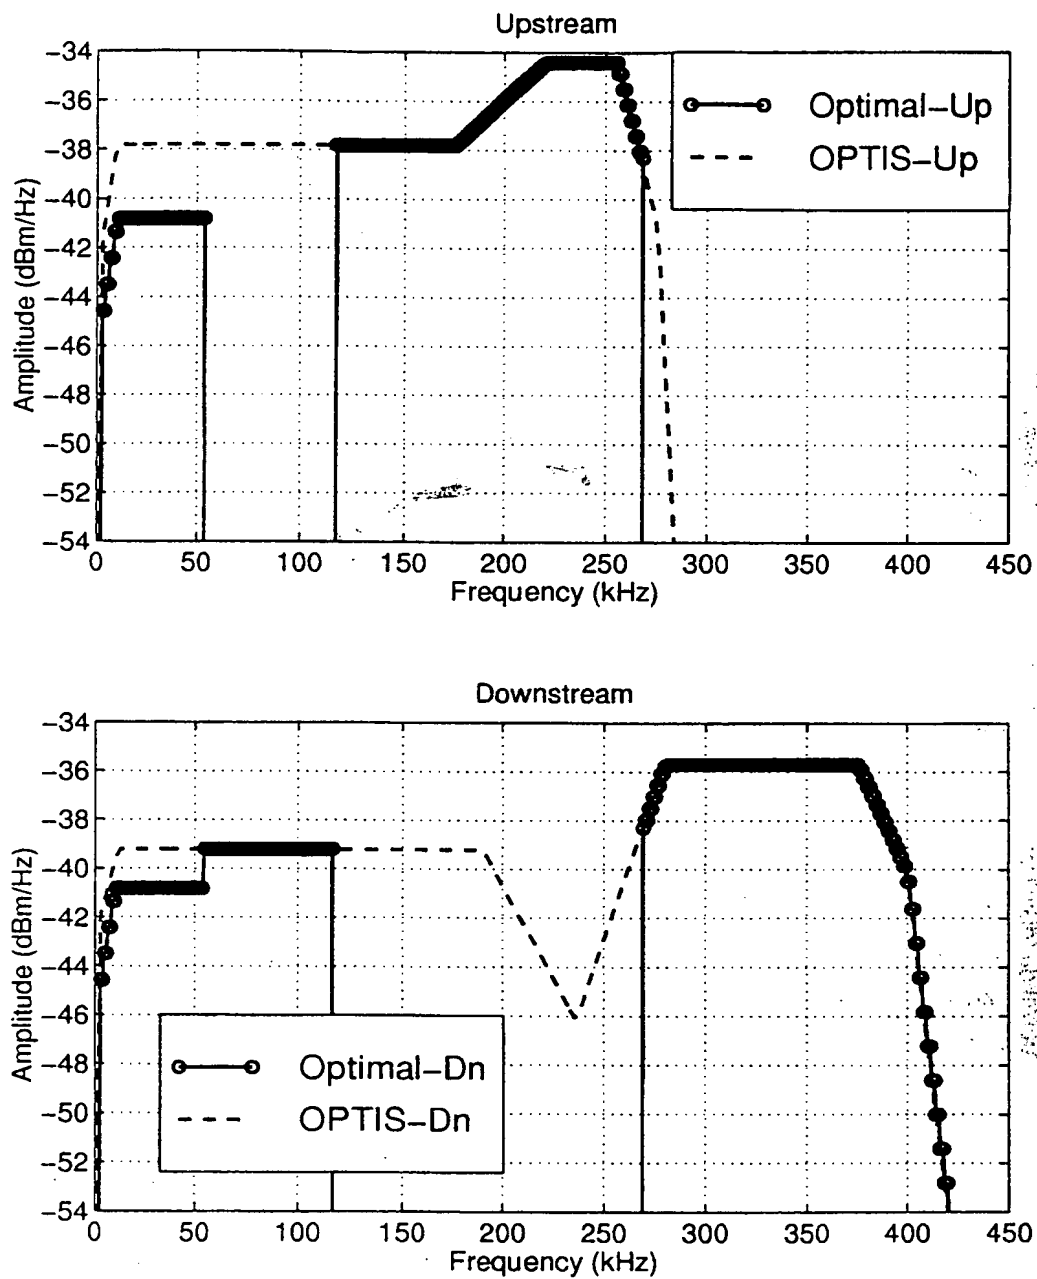 Upstream
Amplitude (dBm/Hz)
−34
−36
−38
−40
−42
−44
−46
−48
−50
−52
−54
Optimal−Up
OPTIS−Up
0 50 100 150 200 250 300 350 400 450
Frequency (kHz)
Downstream
Amplitude (dBm/Hz)
−34
−36
−38
−40
−42
−44
−46
−48
−50
−52
−54
Optimal−Dn
OPTIS−Dn
0 50 100 150 200 250 300 350 400 450
Frequency (kHz)